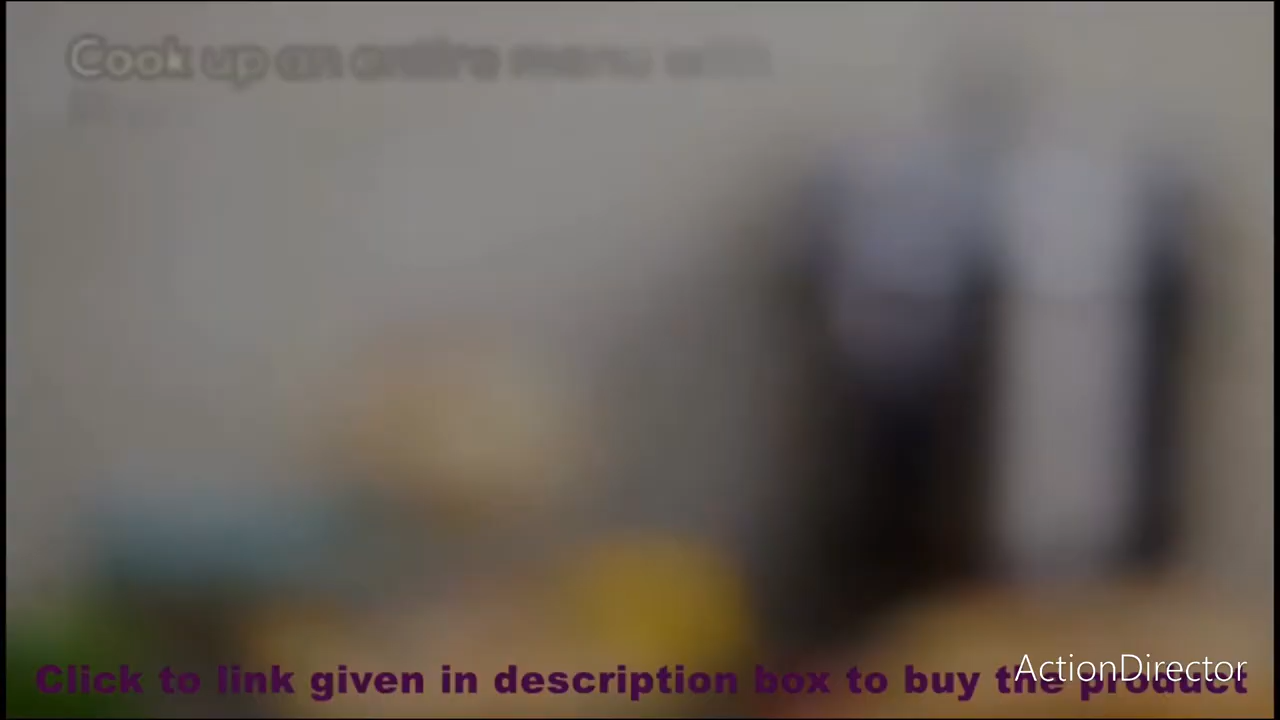 Cook up an entire menu with
Click to link given in description box to buy the product
ActionDirector